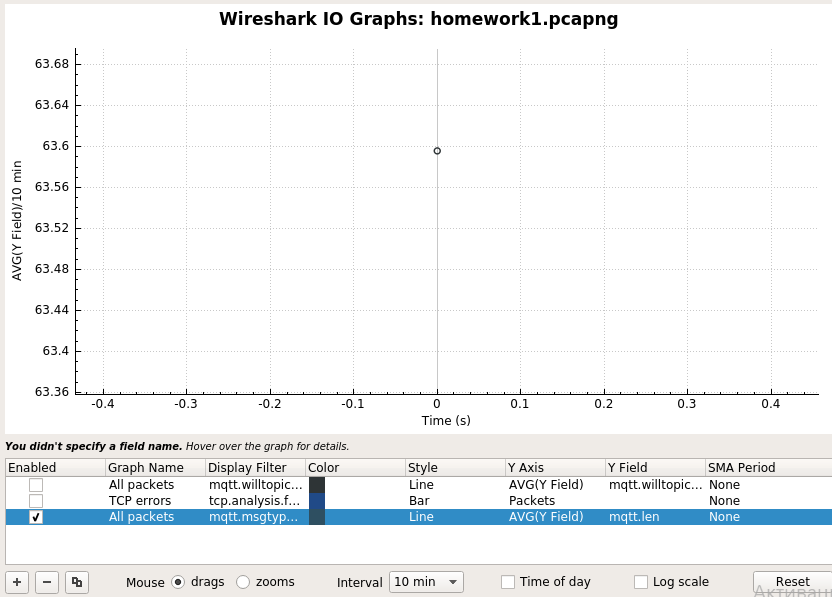 Wireshark IO Graphs: homework1.pcapng
63.68
63.64
63.6
63.56
63.52
63.48
63.44
63.4
63.36
AVG(Y Field)/10 min
-0.4 -0.3 -0.2 -0.1 0 0.1 0.2 0.3 0.4
Time (s)
You didn't specify a field name. Hover over the graph for details.
Enabled Graph Name Display Filter Color Style Y Axis Y Field SMA Period
All packets mqtt.willtopic... Line AVG(Y Field) mqtt.willtopic... None
TCP errors tcp.analysis.f... Bar Packets None
All packets mqtt.msgtyp... Line AVG(Y Field) mqtt.len None
+ − Mouse drags zooms Interval 10 min Time of day Log scale Reset
Активац